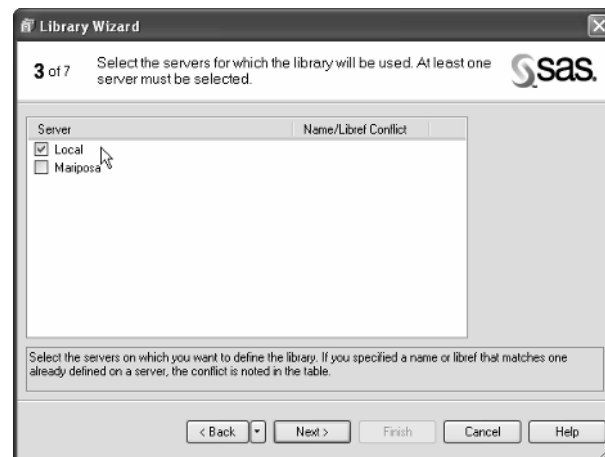 Library Wizard
3 of 7
Select the servers for which the library will be used. At least one
server must be selected.
sas.
Server Name/Libref Conflict
Local
Mariposa
Select the servers on which you want to define the library. If you specified a name or libref that matches one
already defined on a server, the conflict is noted in the table.
< Back Next > Finish Cancel Help